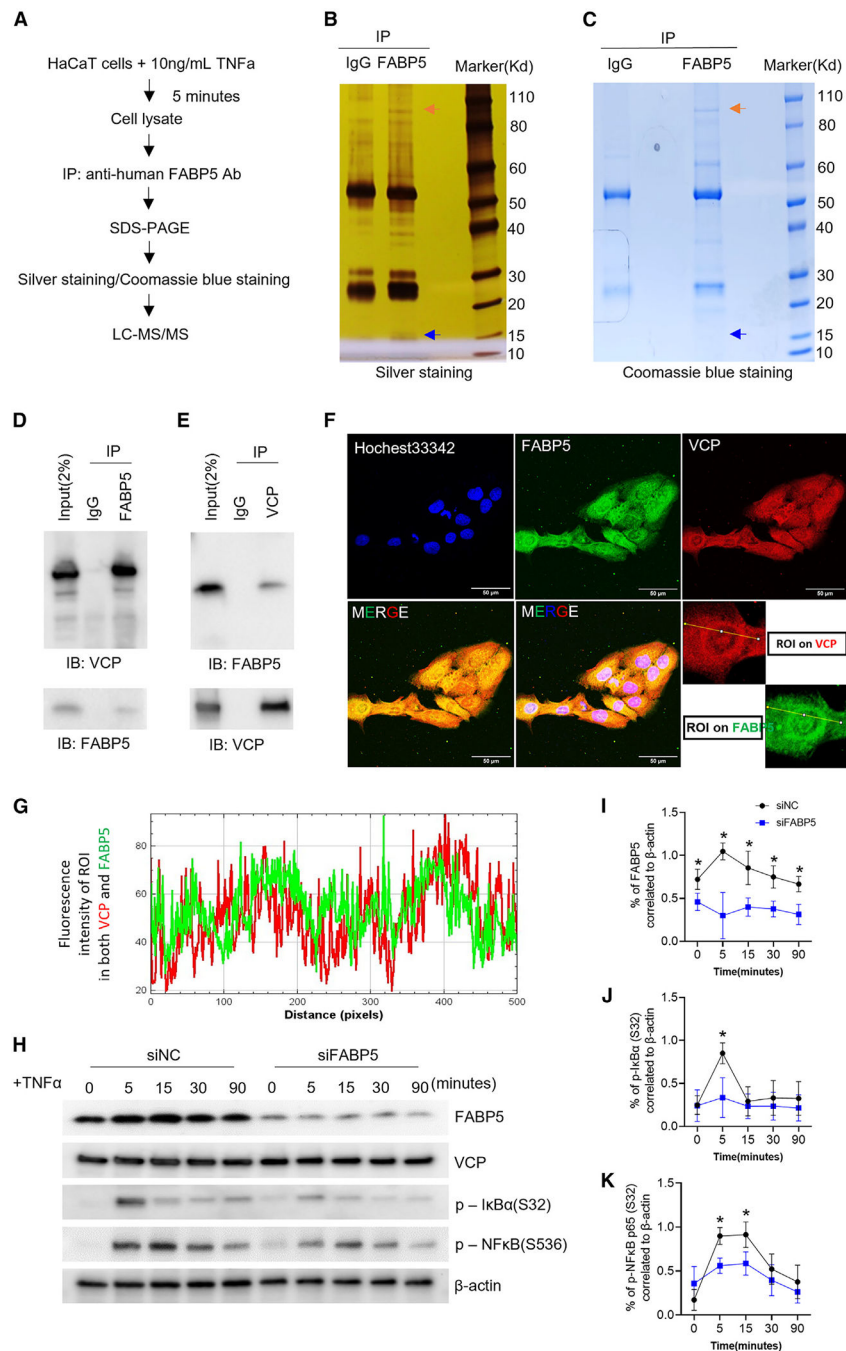 A
HaCaT cells + 10ng/mL TNFa
5 minutes
Cell lysate
IP: anti-human FABP5 Ab
SDS-PAGE
Silver staining/Coomassie blue staining
LC-MS/MS
B
IP
IgG FABP5 Marker(Kd)
110
80
60
50
40
30
20
15
10
Silver staining
C
IP
IgG FABP5 Marker(Kd)
110
80
60
50
40
30
20
15
10
Coomassie blue staining
D
IP
Input(2%)
IgG
FABP5
IB: VCP
IB: FABP5
E
IP
Input(2%)
IgG
VCP
IB: FABP5
IB: VCP
F
Hochest33342
50 μm
FABP5
50 μm
VCP
50 μm
MERGE
50 μm
MERGE
50 μm
ROI on VCP
ROI on FABP5
G
Fluorescence
intensity of ROI
in both VCP and FABP5
80
60
40
20
0 100 200 300 400 500
Distance (pixels)
H
siNC siFABP5
+TNFα 0 5 15 30 90 0 5 15 30 90 (minutes)
FABP5
VCP
p – IκBα(S32)
p – NFκB(S536)
β-actin
I
siNC
siFABP5
% of FABP5
correlated to β-actin
1.5
1.0
0.5
0.0
* * * * *
0 5 15 30 90
Time(minutes)
J
% of p-IκBα (S32)
correlated to β-actin
1.5
1.0
0.5
0.0
*
0 5 15 30 90
Time(minutes)
K
% of p-NFκB p65 (S32)
correlated to β-actin
1.5
1.0
0.5
0.0
* *
0 5 15 30 90
Time(minutes)